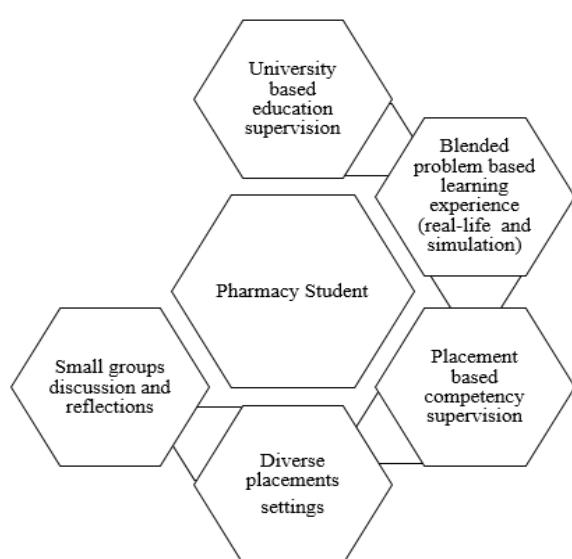 University
based
education
supervision
Blended
problem based
learning
experience
(real-life and
simulation)
Pharmacy Student
Placement
based
competency
supervision
Small groups
discussion and
reflections
Diverse
placements
settings